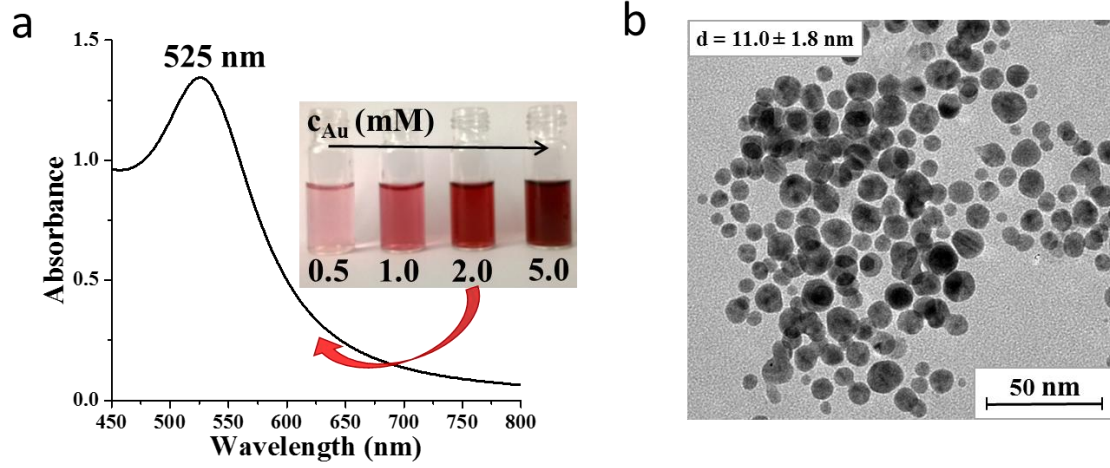 a
525 nm
Absorbance
1.5
1.0
0.5
0.0
450 500 550 600 650 700 750 800
Wavelength (nm)
c_Au (mM)
0.5 1.0 2.0 5.0
b
d = 11.0 ± 1.8 nm
50 nm